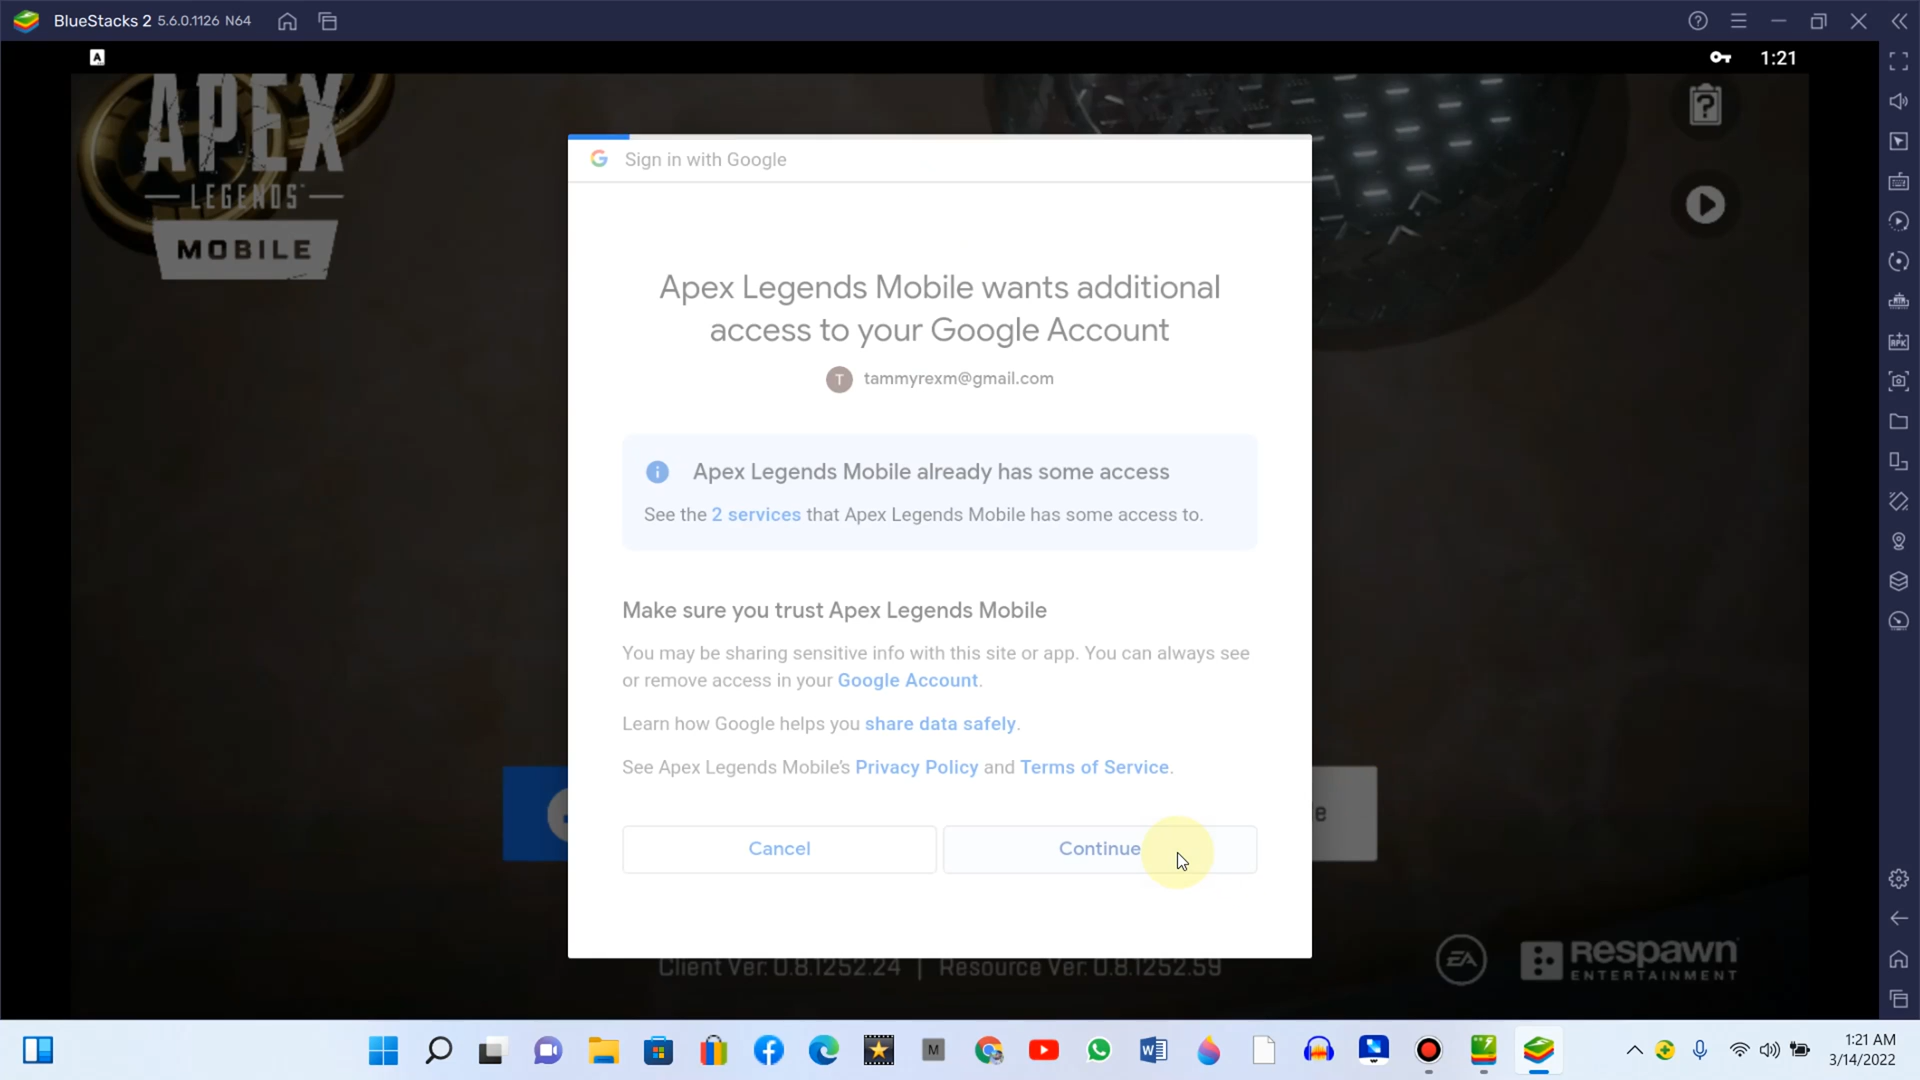 BlueStacks 2 5.6.0.1126 N64
A
1:21
APEX
LEGENDS
MOBILE
G Sign in with Google
Apex Legends Mobile wants additional
access to your Google Account
T tammyrexm@gmail.com
Apex Legends Mobile already has some access
See the 2 services that Apex Legends Mobile has some access to.
Make sure you trust Apex Legends Mobile
You may be sharing sensitive info with this site or app. You can always see
or remove access in your Google Account.
Learn how Google helps you share data safely.
See Apex Legends Mobile's Privacy Policy and Terms of Service.
e
Cancel
Continue
Client Ver: 0.8.1252.24 | Resource Ver: 0.8.1252.59
EA
Respawn
ENTERTAINMENT
M
1:21 AM
3/14/2022